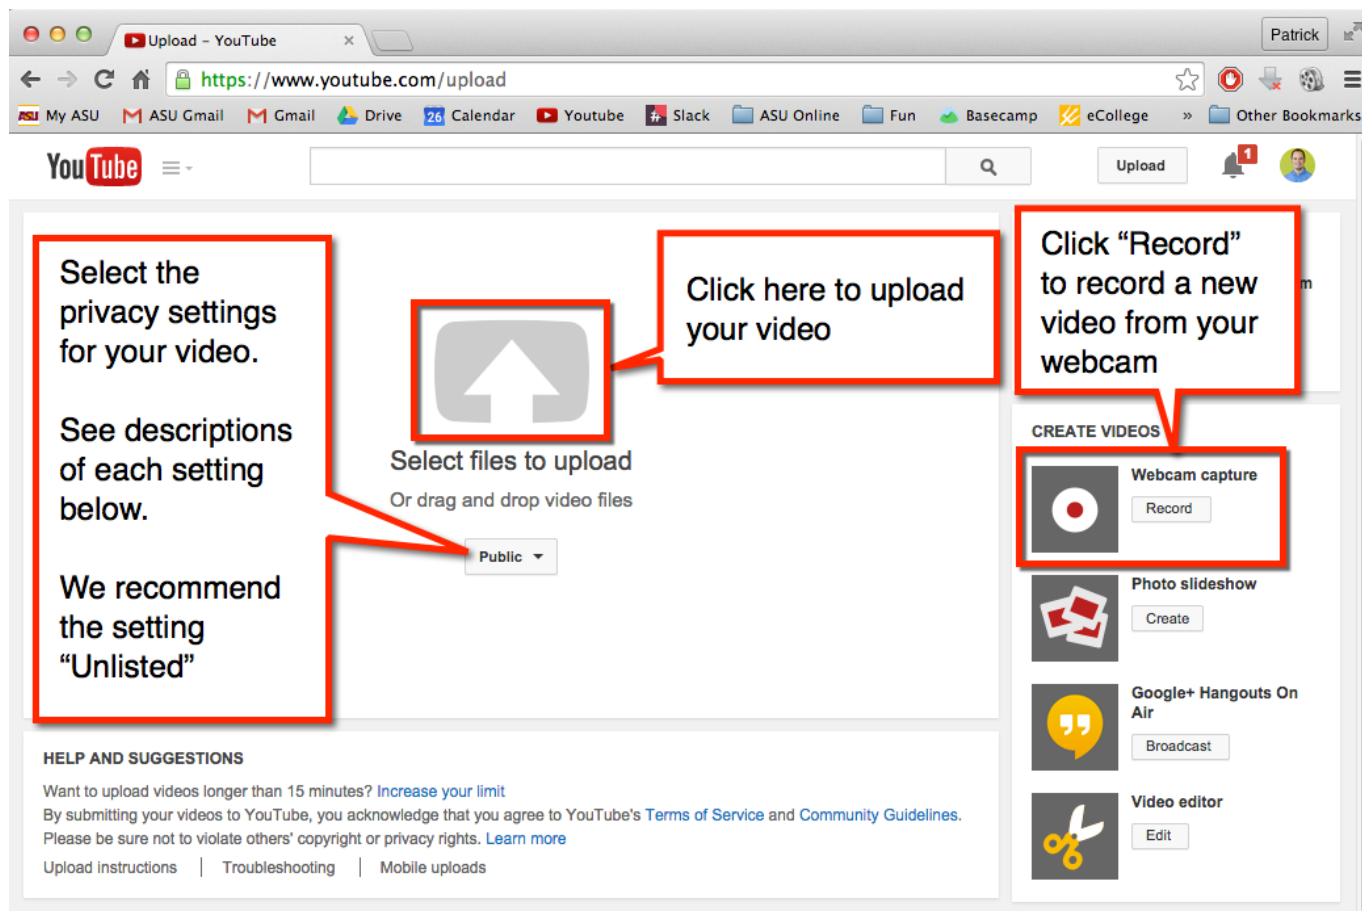 Upload – YouTube
Patrick
https://www.youtube.com/upload
ASU My ASU
ASU Gmail
Gmail
Drive
26 Calendar
Youtube
Slack
ASU Online
Fun
Basecamp
eCollege
»
Other Bookmarks
YouTube
Upload
1
Select the
privacy settings
for your video.
See descriptions
of each setting
below.
We recommend
the setting
“Unlisted”
Click here to upload
your video
Click “Record”
to record a new
video from your
webcam
m
Select files to upload
Or drag and drop video files
Public
CREATE VIDEOS
Webcam capture
Record
Photo slideshow
Create
Google+ Hangouts On
Air
Broadcast
Video editor
Edit
HELP AND SUGGESTIONS
Want to upload videos longer than 15 minutes? Increase your limit
By submitting your videos to YouTube, you acknowledge that you agree to YouTube's Terms of Service and Community Guidelines.
Please be sure not to violate others' copyright or privacy rights. Learn more
Upload instructions | Troubleshooting | Mobile uploads